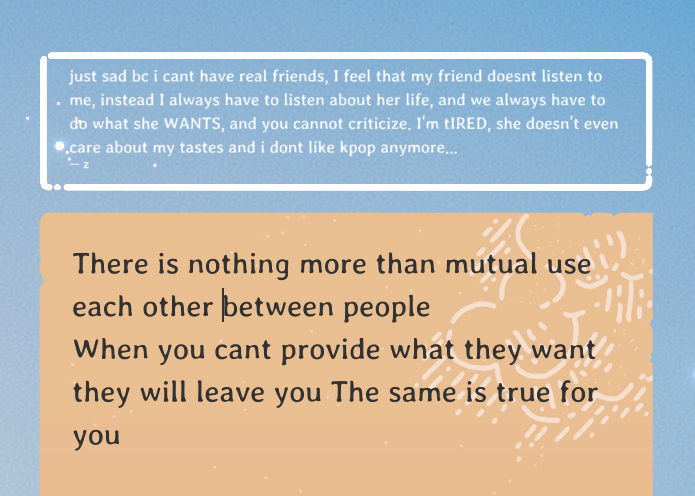 just sad bc i cant have real friends, I feel that my friend doesnt listen to
me, instead I always have to listen about her life, and we always have to
do what she WANTS, and you cannot criticize. I'm tIRED, she doesn't even
care about my tastes and i dont like kpop anymore...
-- z
There is nothing more than mutual use
each other between people
When you cant provide what they want
they will leave you The same is true for
you